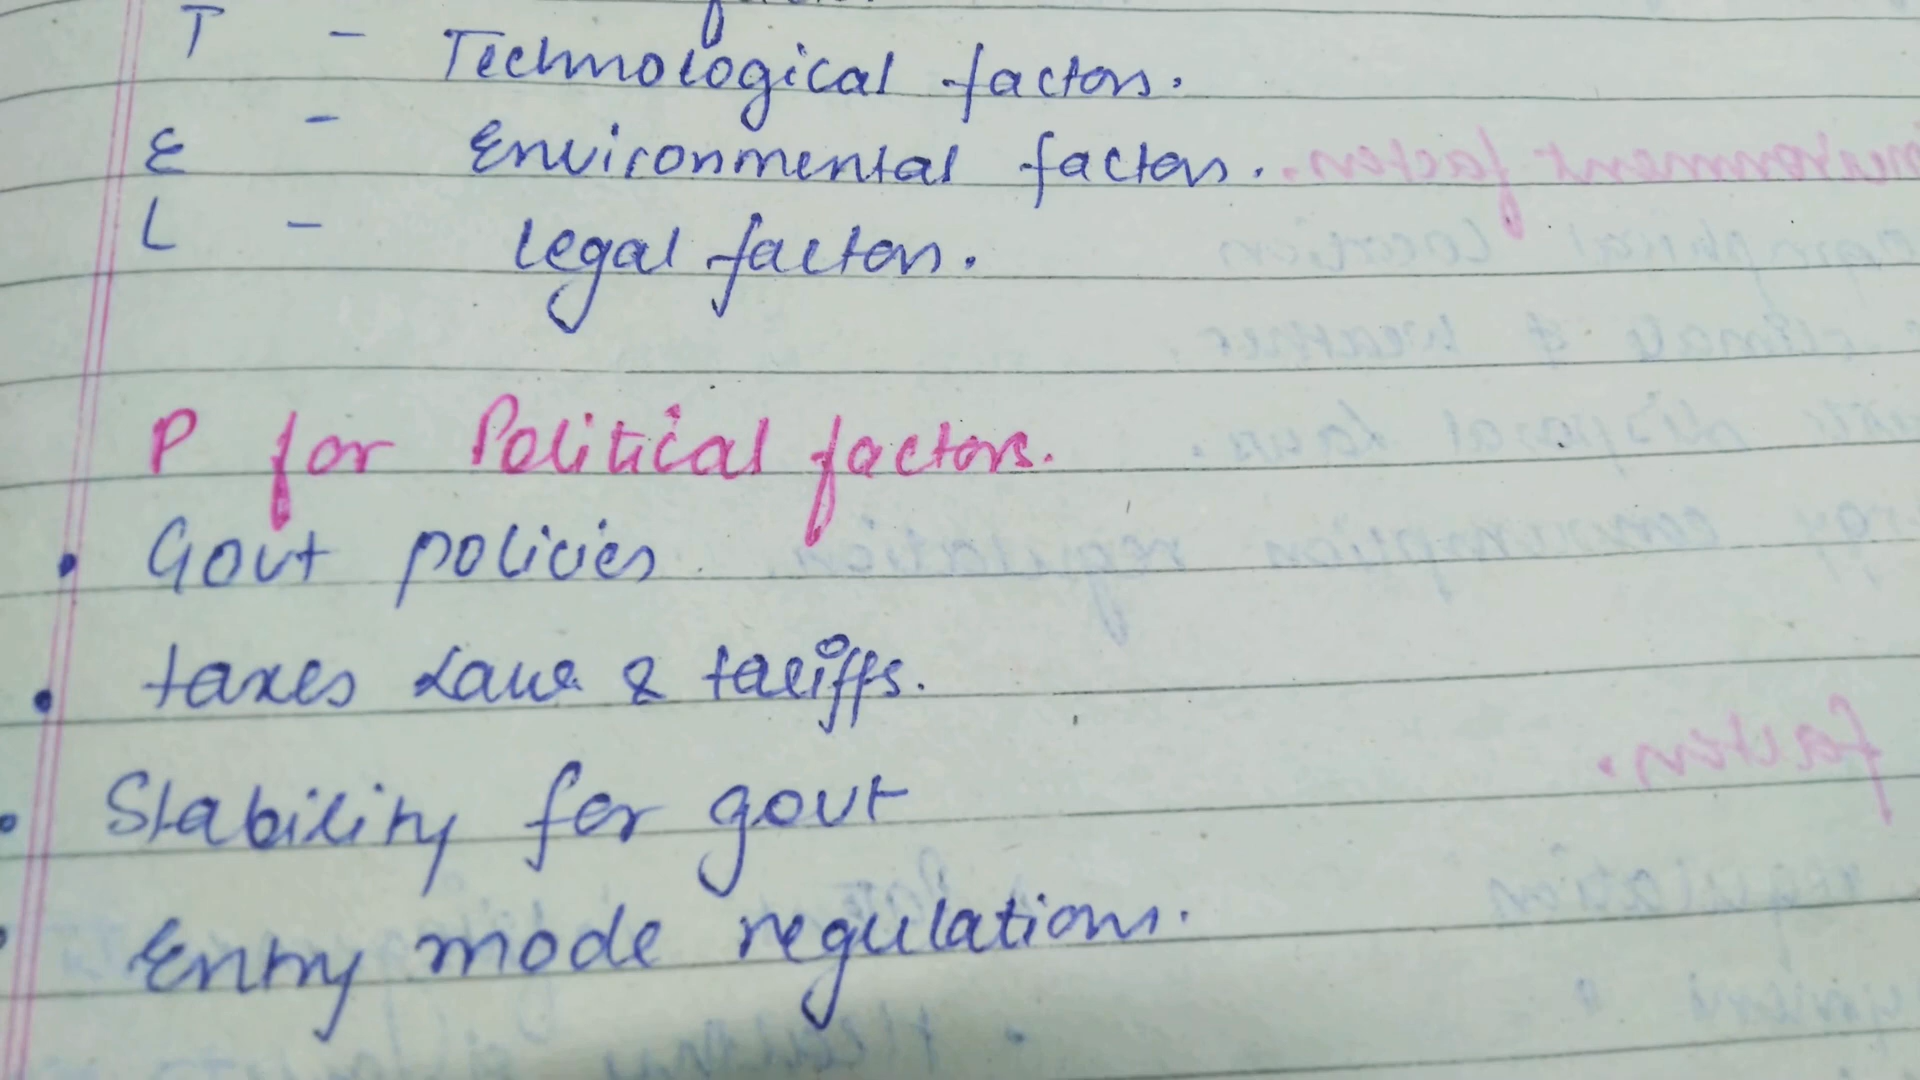 T - Technological factors.
E - Environmental factors.
L - Legal factors.
P for Political factors.
• Govt policies
• taxes Laws & tariffs.
• Stability for govt
• Entry mode regulations.